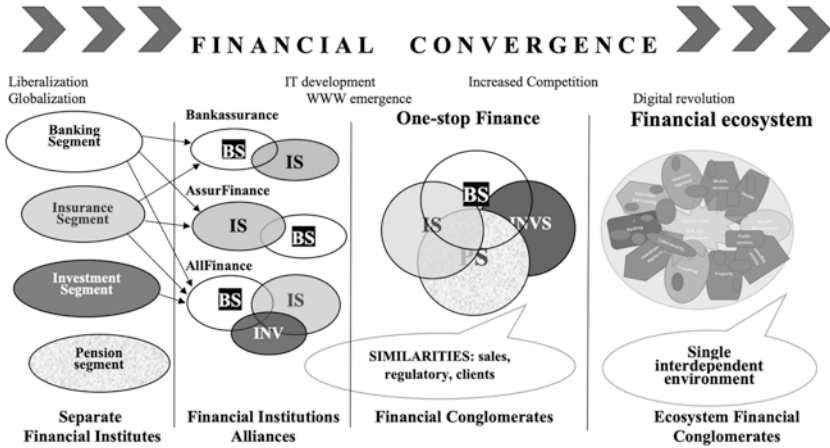 FINANCIAL CONVERGENCE
Liberalization
Globalization
IT development
WWW emergence
Increased Competition
Digital revolution
Banking
Segment
Insurance
Segment
Investment
Segment
Pension
segment
Separate
Financial Institutes
Bankassurance
BS
IS
AssurFinance
IS
BS
AllFinance
BS
IS
INV
Financial Institutions
Alliances
One-stop Finance
BS
IS
INVS
PS
SIMILARITIES: sales,
regulatory, clients
Financial Conglomerates
Financial ecosystem
Single
interdependent
environment
Ecosystem Financial
Conglomerates